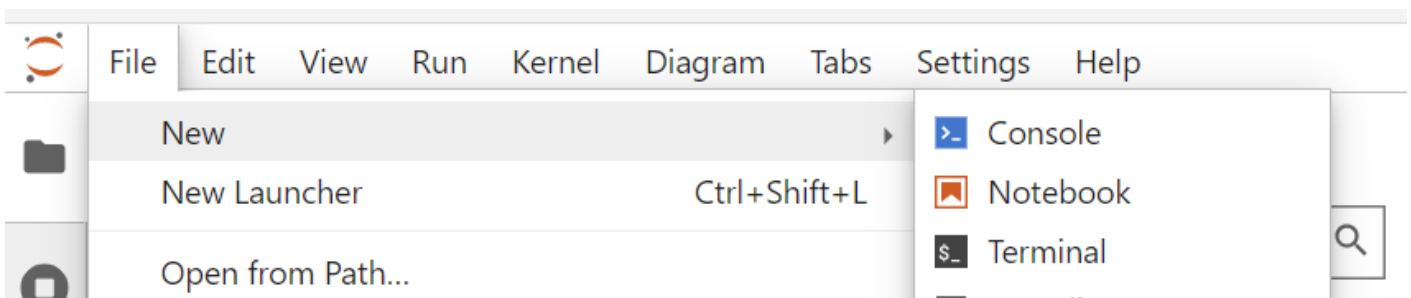 File Edit View Run Kernel Diagram Tabs Settings Help
New
New Launcher Ctrl+Shift+L
Open from Path...
Console
Notebook
$_ Terminal